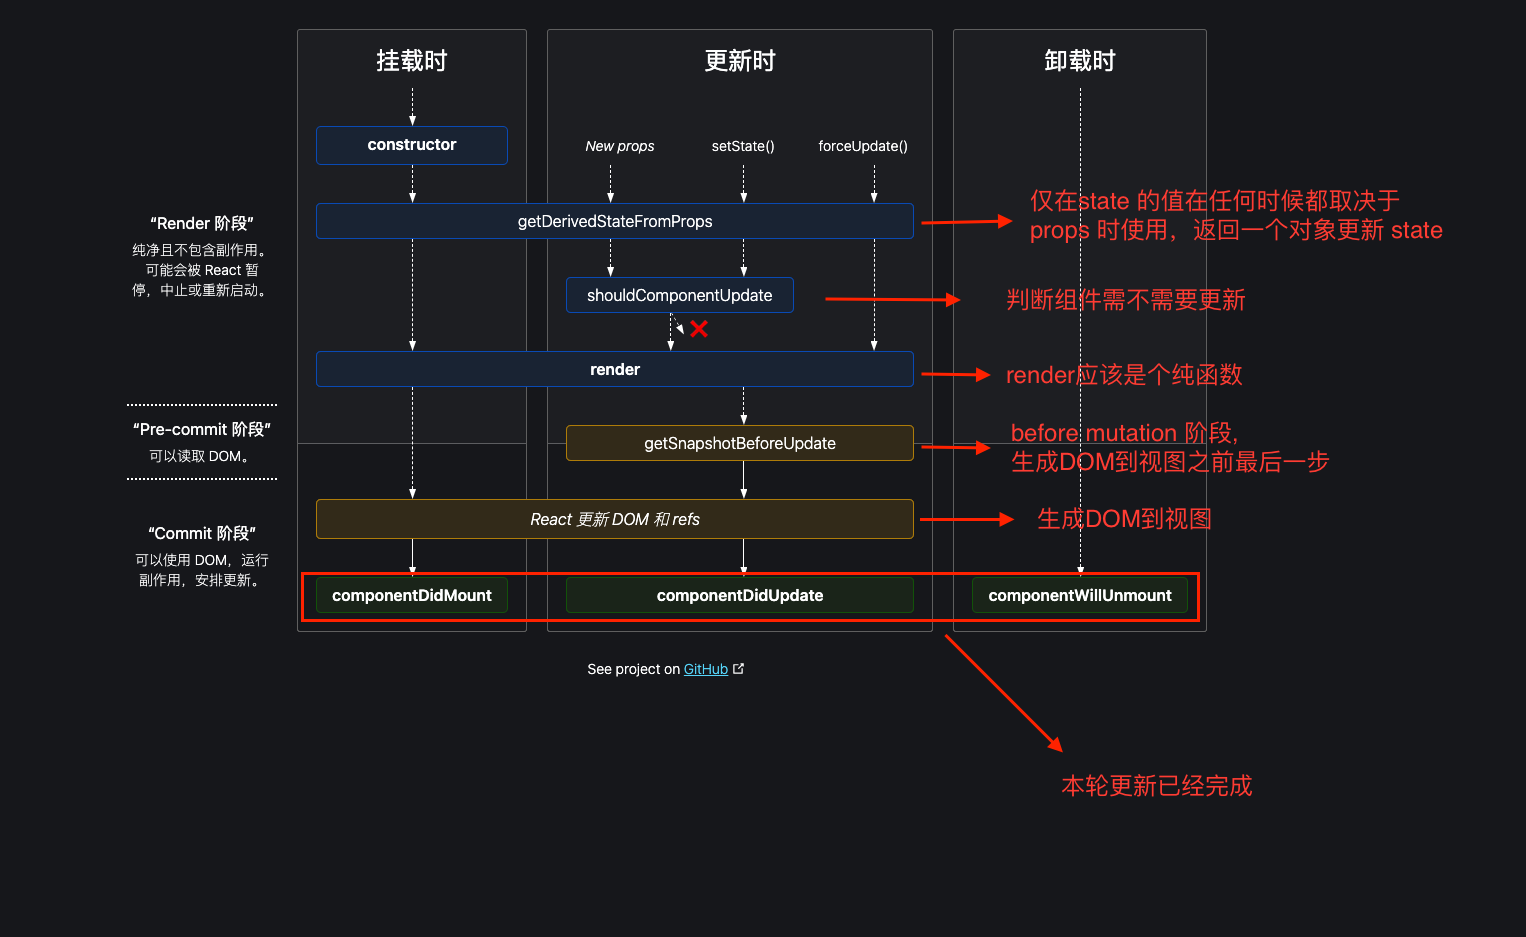 挂载时
更新时
卸载时
constructor
New props
setState()
forceUpdate()
“Render 阶段”
纯净且不包含副作用。
可能会被 React 暂
停，中止或重新启动。
getDerivedStateFromProps
仅在state 的值在任何时候都取决于
props 时使用，返回一个对象更新 state
shouldComponentUpdate
判断组件需不需要更新
render
render应该是个纯函数
“Pre-commit 阶段”
可以读取 DOM。
getSnapshotBeforeUpdate
before mutation 阶段,
生成DOM到视图之前最后一步
“Commit 阶段”
可以使用 DOM，运行
副作用，安排更新。
React 更新 DOM 和 refs
生成DOM到视图
componentDidMount
componentDidUpdate
componentWillUnmount
See project on GitHub
本轮更新已经完成